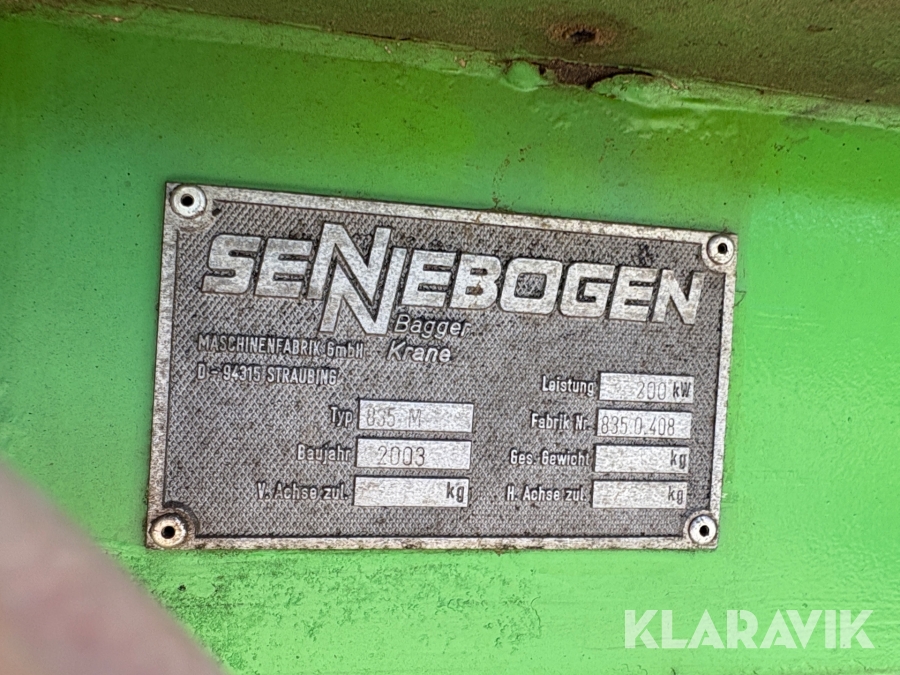 SENNEBOGEN
Bagger
Krane
MASCHINENFABRIK GmbH
D-94315 STRAUBING
Leistung 200 kW
Typ 835 M
Fabrik Nr. 835.0.408
Baujahr 2003
Ges. Gewicht kg
V. Achse zul. kg
H. Achse zul. kg
KLARAVIK